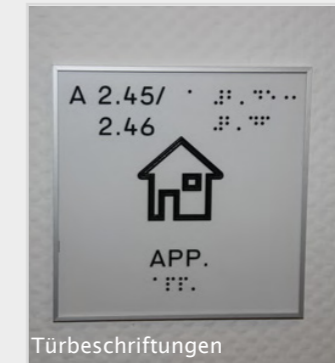 A 2.45/ ⠁ ⠼⠃⠄⠙⠑⠤
2.46 ⠼⠃⠄⠙⠋
APP.
⠁⠏⠏⠄
Türbeschriftungen